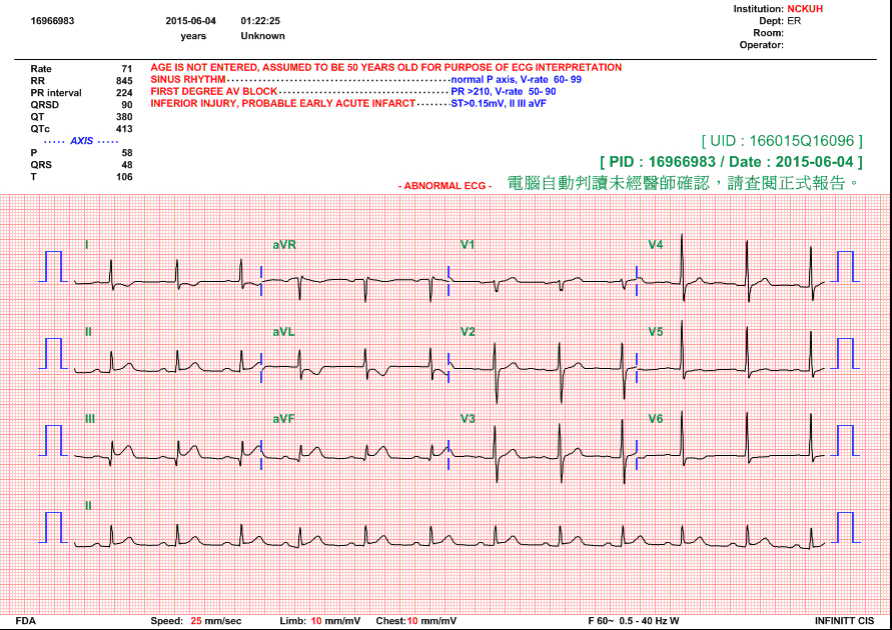 Institution: NCKUH
16966983 2015-06-04 01:22:25 Dept: ER
years Unknown Room:
Operator:
Rate 71 AGE IS NOT ENTERED, ASSUMED TO BE 50 YEARS OLD FOR PURPOSE OF ECG INTERPRETATION
RR 845 SINUS RHYTHM - - - - - - - - - - normal P axis, V-rate 60- 99
PR interval 224 FIRST DEGREE AV BLOCK - - - - - - - - - - PR >210, V-rate 50- 90
QRSD 90 INFERIOR INJURY, PROBABLE EARLY ACUTE INFARCT - - - - - - - ST>0.15mV, II III aVF
QT 380
QTc 413
····· AXIS ·····
P 58
QRS 48
T 106
[ UID : 166015Q16096 ]
[ PID : 16966983 / Date : 2015-06-04 ]
- ABNORMAL ECG - 電腦自動判讀未經醫師確認,請查閱正式報告。
I aVR V1 V4
II aVL V2 V5
III aVF V3 V6
II
FDA Speed: 25 mm/sec Limb: 10 mm/mV Chest: 10 mm/mV F 60~ 0.5 - 40 Hz W INFINITT CIS